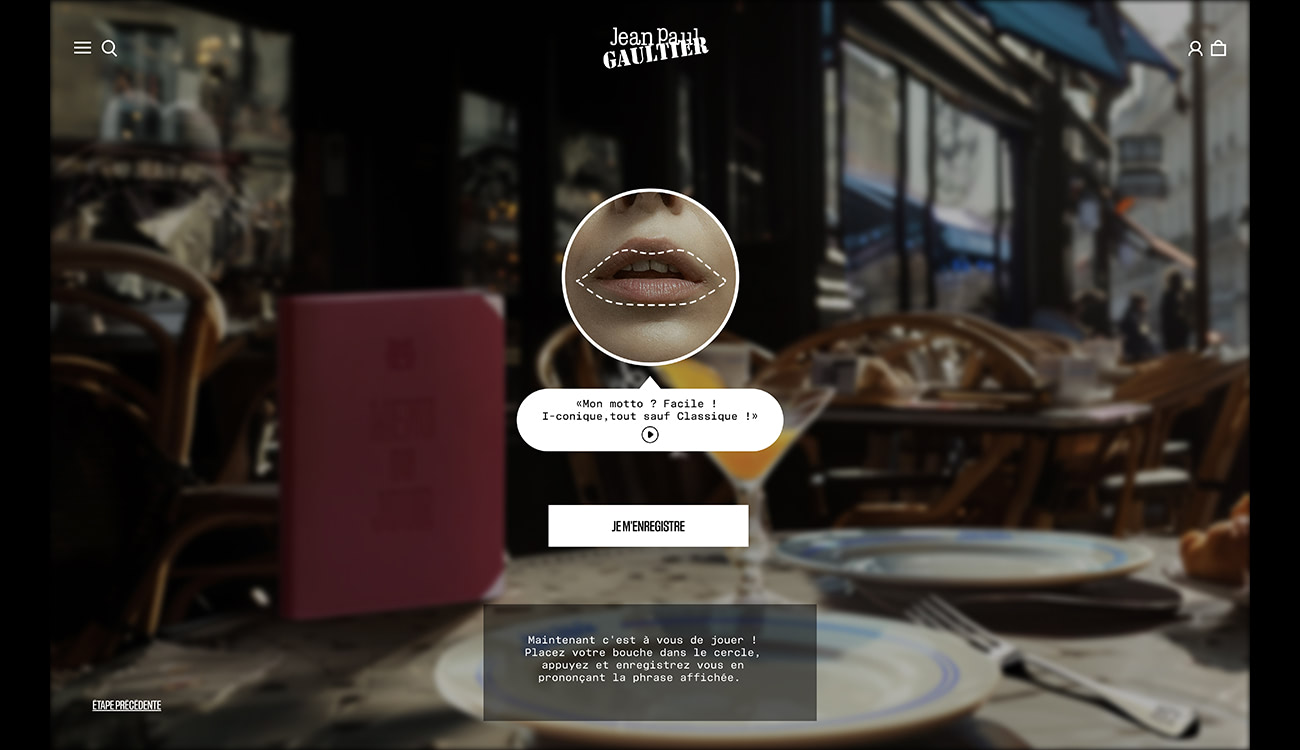 Jean Paul
GAULTIER
«Mon motto ? Facile !
I-conique,tout sauf Classique !»
JE M'ENREGISTRE
Maintenant c'est à vous de jouer !
Placez votre bouche dans le cercle,
appuyez et enregistrez vous en
prononçant la phrase affichée.
ÉTAPE PRÉCÉDENTE